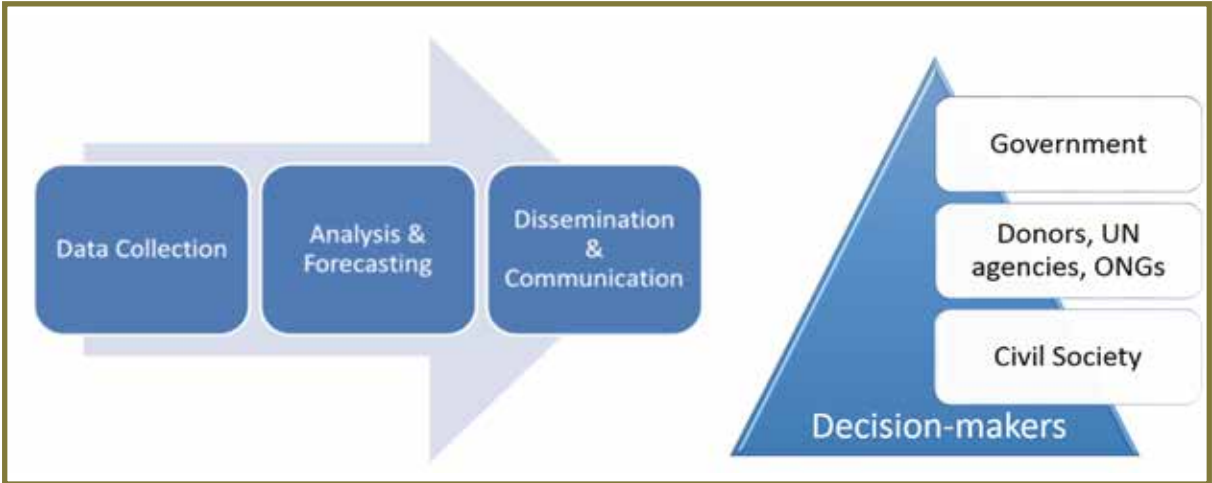 Data Collection
Analysis &
Forecasting
Dissemination
&
Communication
Government
Donors, UN
agencies, ONGs
Civil Society
Decision-makers